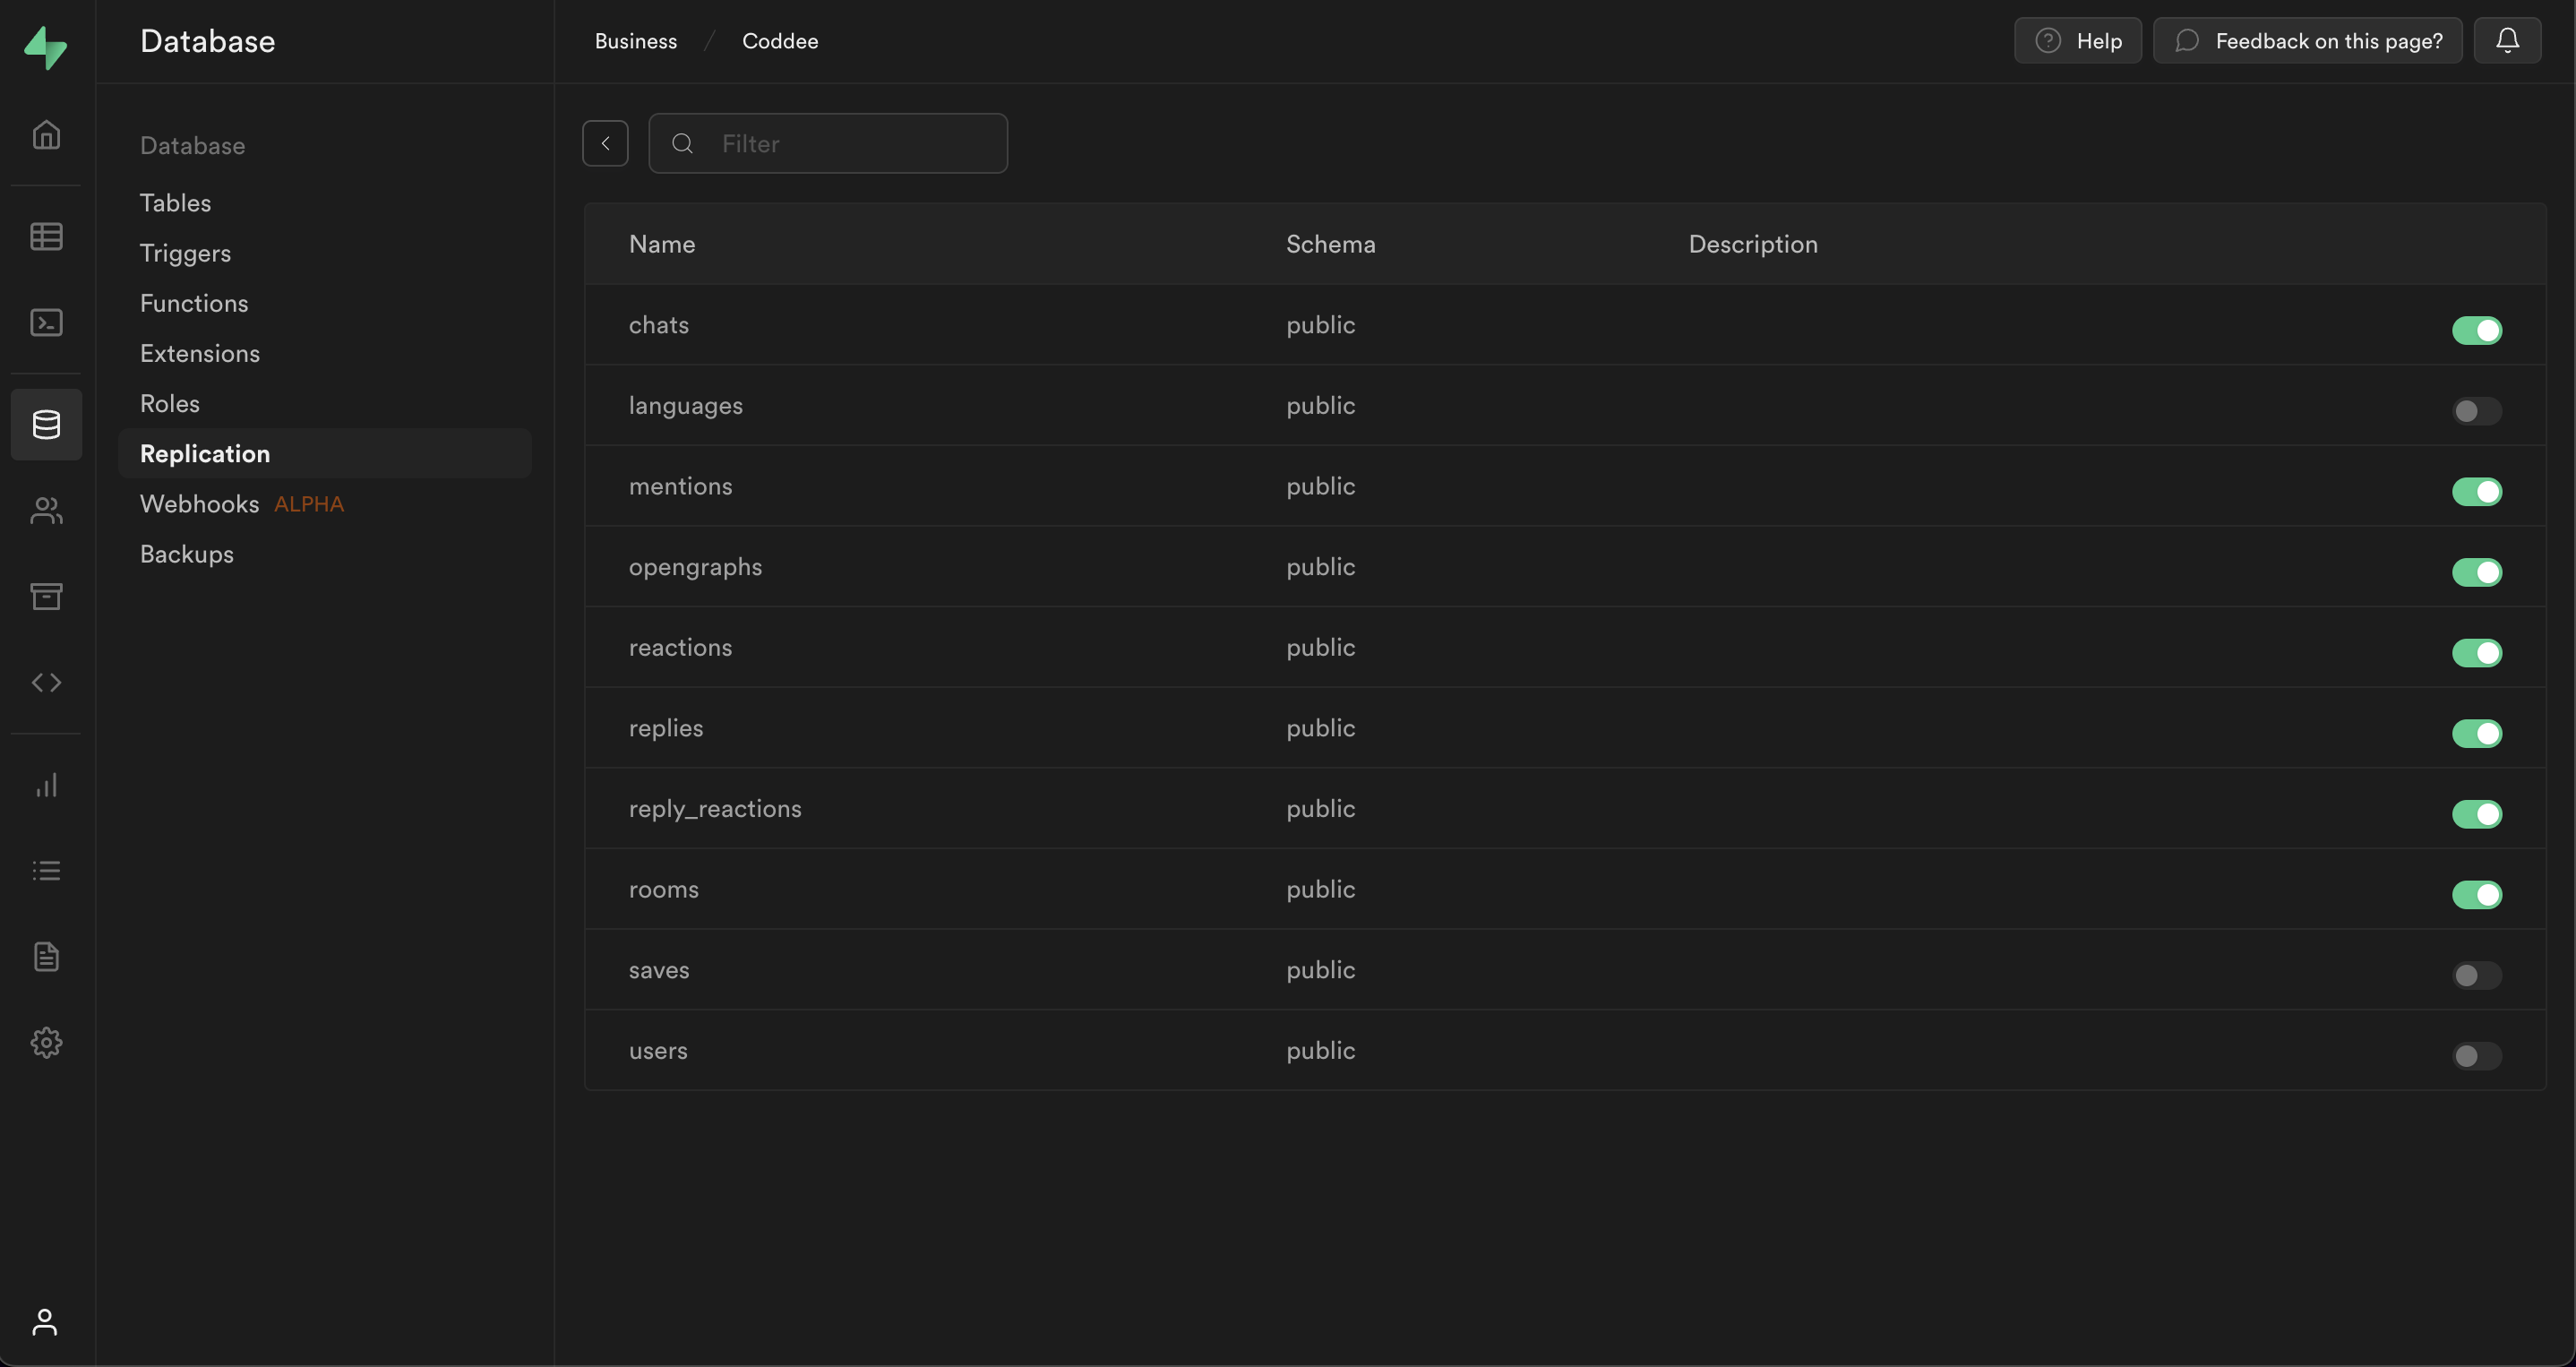 Database
Business / Coddee
Help
Feedback on this page?
Database
Tables
Triggers
Functions
Extensions
Roles
Replication
Webhooks ALPHA
Backups
Filter
Name Schema Description
chats public
languages public
mentions public
opengraphs public
reactions public
replies public
reply_reactions public
rooms public
saves public
users public